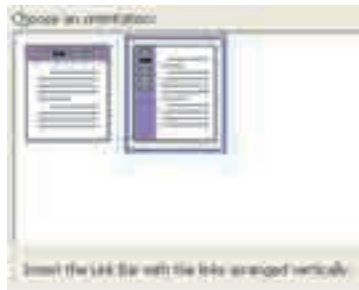 Choose an orientation:
Insert the Link Bar with the links arranged vertically.